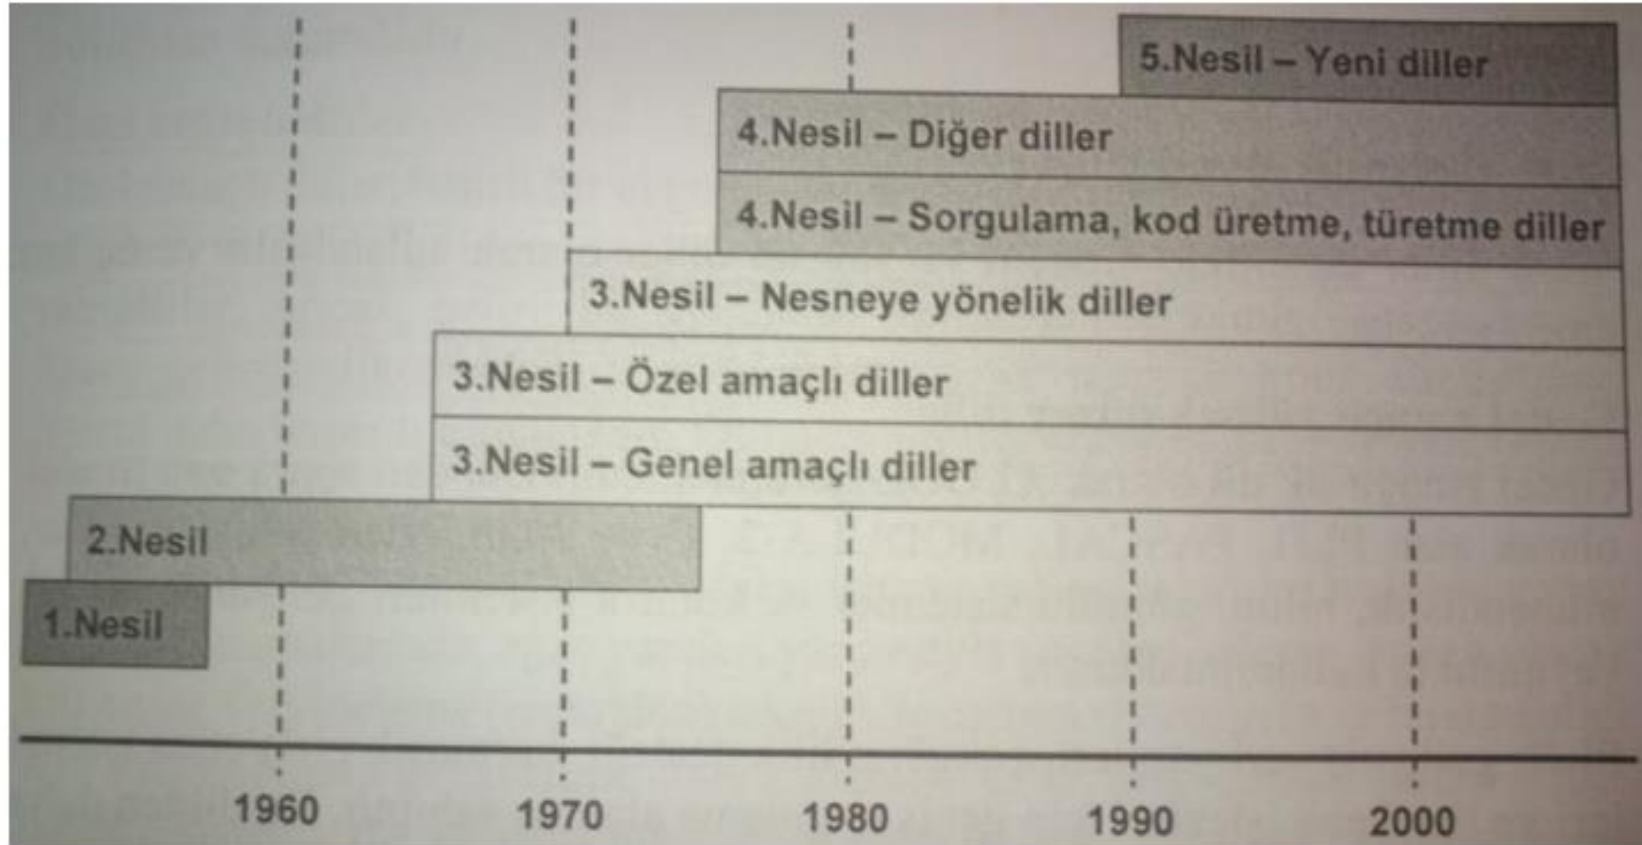 5.Nesil – Yeni diller
4.Nesil – Diğer diller
4.Nesil – Sorgulama, kod üretme, türetme diller
3.Nesil – Nesneye yönelik diller
3.Nesil – Özel amaçlı diller
3.Nesil – Genel amaçlı diller
2.Nesil
1.Nesil
1960 1970 1980 1990 2000